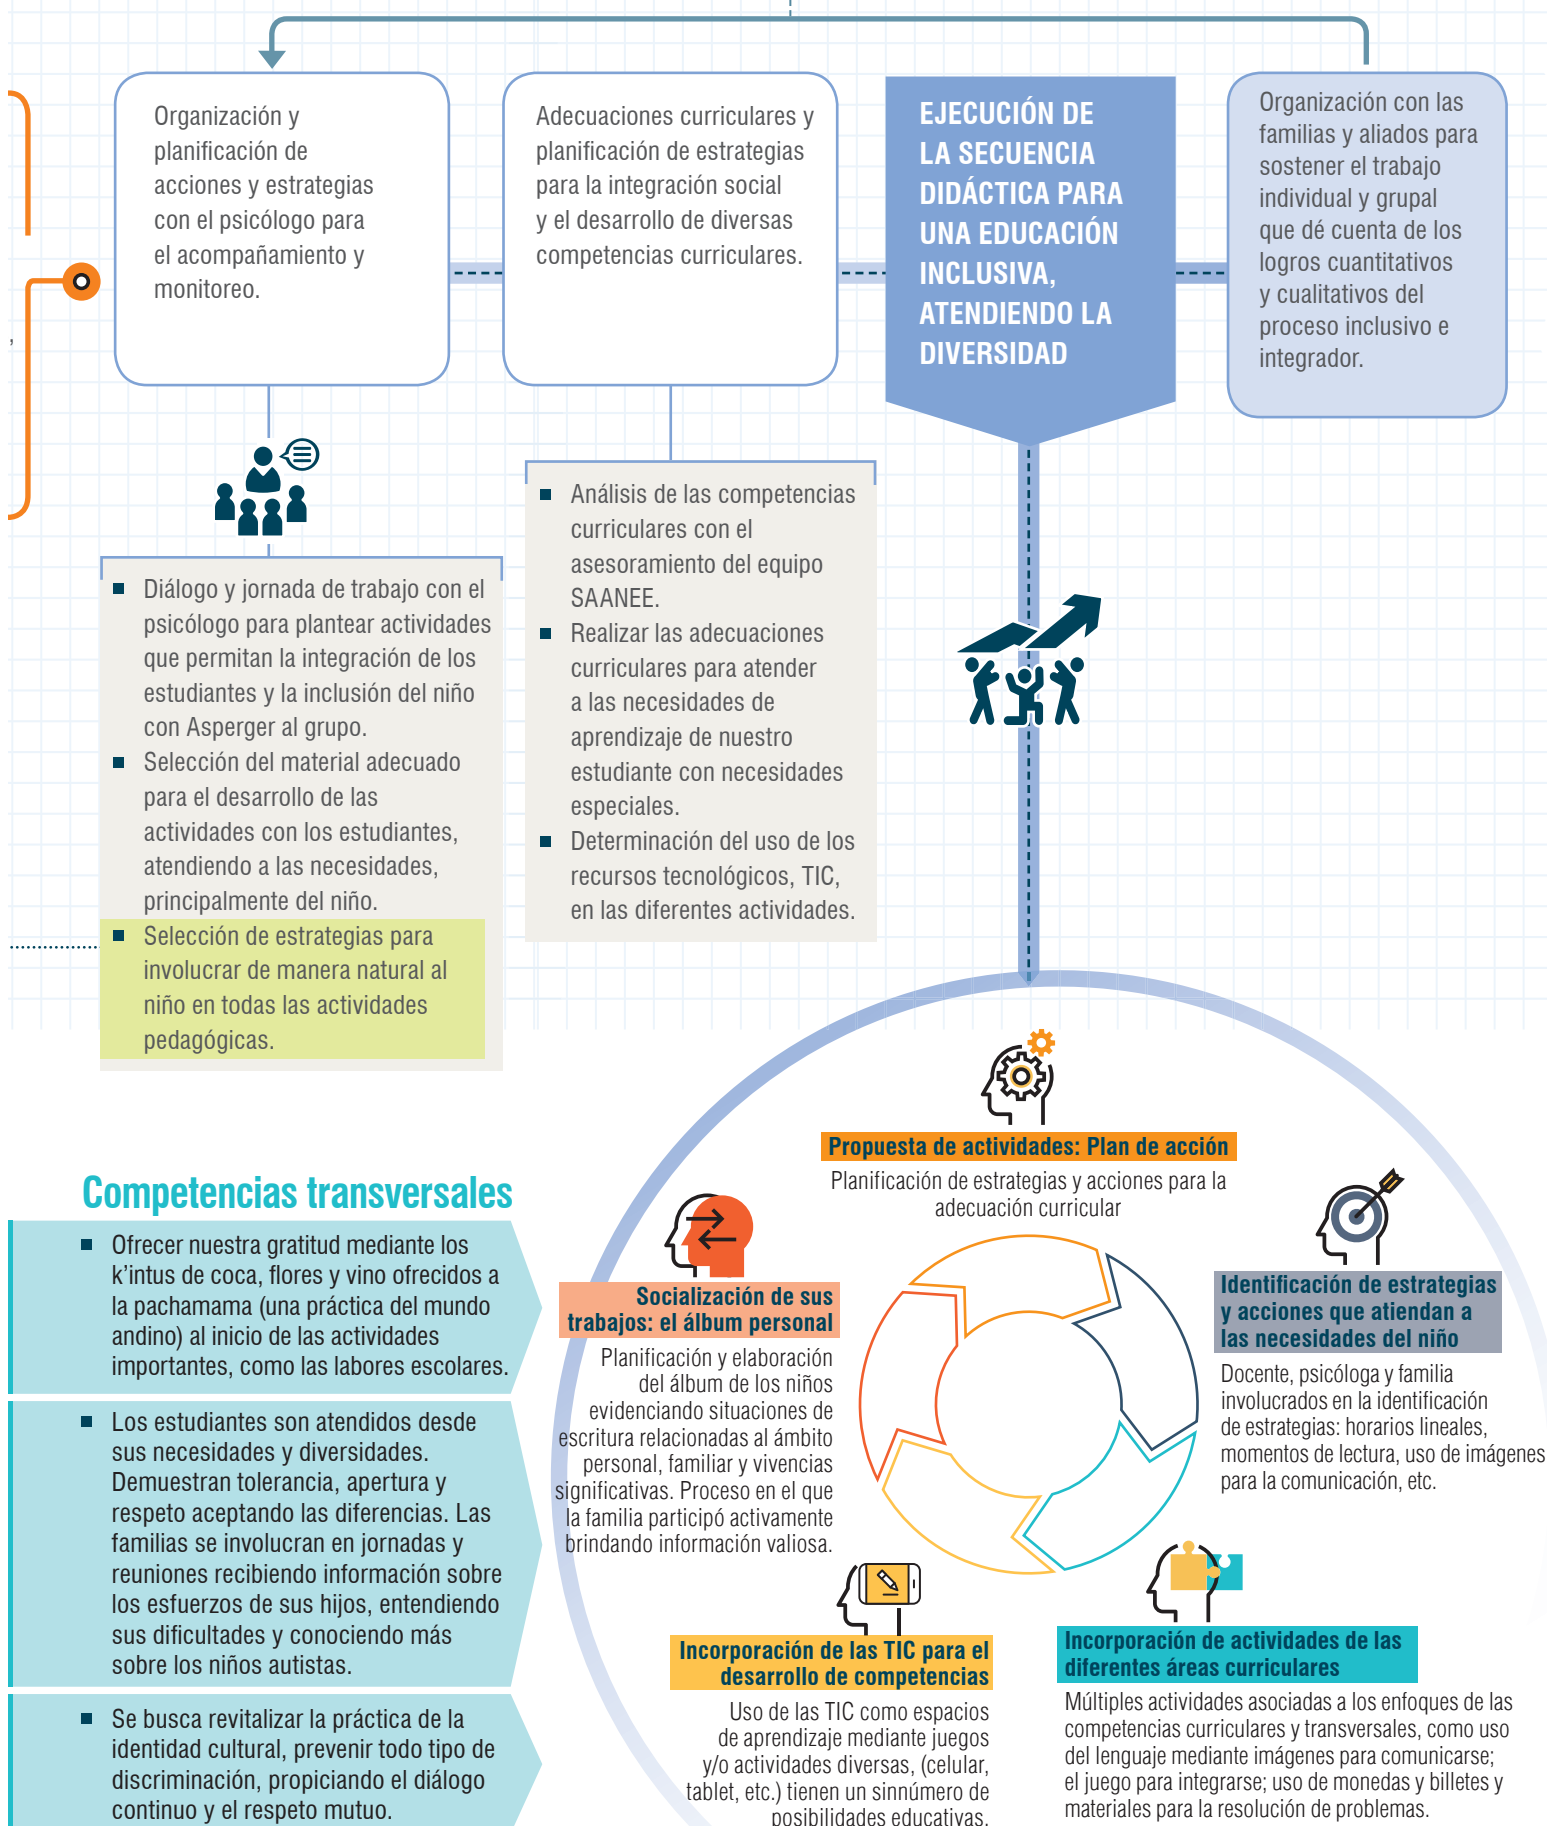 Organización y
planificación de
acciones y estrategias
con el psicólogo para
el acompañamiento y
monitoreo.
Adecuaciones curriculares y
planificación de estrategias
para la integración social
y el desarrollo de diversas
competencias curriculares.
EJECUCIÓN DE
LA SECUENCIA
DIDÁCTICA PARA
UNA EDUCACIÓN
INCLUSIVA,
ATENDIENDO LA
DIVERSIDAD
Organización con las
familias y aliados para
sostener el trabajo
individual y grupal
que dé cuenta de los
logros cuantitativos
y cualitativos del
proceso inclusivo e
integrador.
,
Diálogo y jornada de trabajo con el
psicólogo para plantear actividades
que permitan la integración de los
estudiantes y la inclusión del niño
con Asperger al grupo.
Selección del material adecuado
para el desarrollo de las
actividades con los estudiantes,
atendiendo a las necesidades,
principalmente del niño.
Selección de estrategias para
involucrar de manera natural al
niño en todas las actividades
pedagógicas.
Análisis de las competencias
curriculares con el
asesoramiento del equipo
SAANEE.
Realizar las adecuaciones
curriculares para atender
a las necesidades de
aprendizaje de nuestro
estudiante con necesidades
especiales.
Determinación del uso de los
recursos tecnológicos, TIC,
en las diferentes actividades.
Competencias transversales
Ofrecer nuestra gratitud mediante los
k'intus de coca, flores y vino ofrecidos a
la pachamama (una práctica del mundo
andino) al inicio de las actividades
importantes, como las labores escolares.
Los estudiantes son atendidos desde
sus necesidades y diversidades.
Demuestran tolerancia, apertura y
respeto aceptando las diferencias. Las
familias se involucran en jornadas y
reuniones recibiendo información sobre
los esfuerzos de sus hijos, entendiendo
sus dificultades y conociendo más
sobre los niños autistas.
Se busca revitalizar la práctica de la
identidad cultural, prevenir todo tipo de
discriminación, propiciando el diálogo
continuo y el respeto mutuo.
Propuesta de actividades: Plan de acción
Planificación de estrategias y acciones para la
adecuación curricular
Identificación de estrategias
y acciones que atiendan a
las necesidades del niño
Docente, psicóloga y familia
involucrados en la identificación
de estrategias: horarios lineales,
momentos de lectura, uso de imágenes
para la comunicación, etc.
Socialización de sus
trabajos: el álbum personal
Planificación y elaboración
del álbum de los niños
evidenciando situaciones de
escritura relacionadas al ámbito
personal, familiar y vivencias
significativas. Proceso en el que
la familia participó activamente
brindando información valiosa.
Incorporación de las TIC para el
desarrollo de competencias
Uso de las TIC como espacios
de aprendizaje mediante juegos
y/o actividades diversas, (celular,
tablet, etc.) tienen un sinnúmero de
posibilidades educativas.
Incorporación de actividades de las
diferentes áreas curriculares
Múltiples actividades asociadas a los enfoques de las
competencias curriculares y transversales, como uso
del lenguaje mediante imágenes para comunicarse;
el juego para integrarse; uso de monedas y billetes y
materiales para la resolución de problemas.